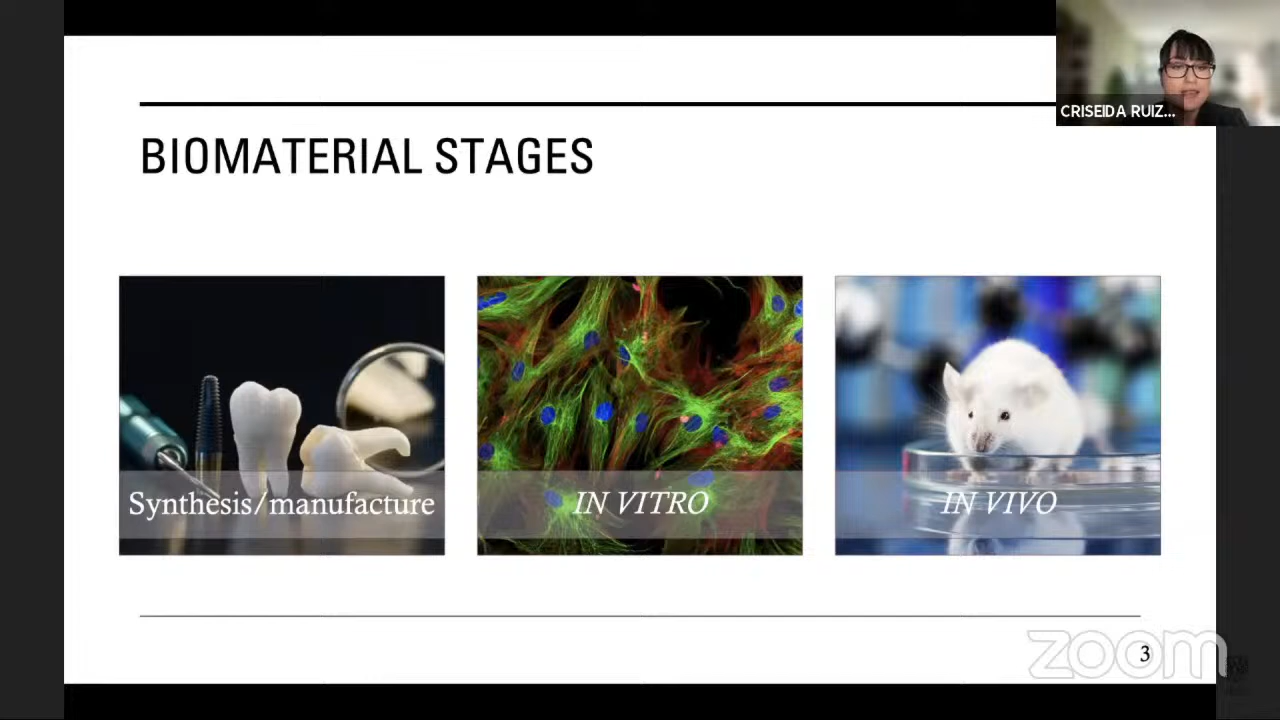 CRISEIDA RUIZ...
BIOMATERIAL STAGES
Synthesis/manufacture
IN VITRO
IN VIVO
3
zoom